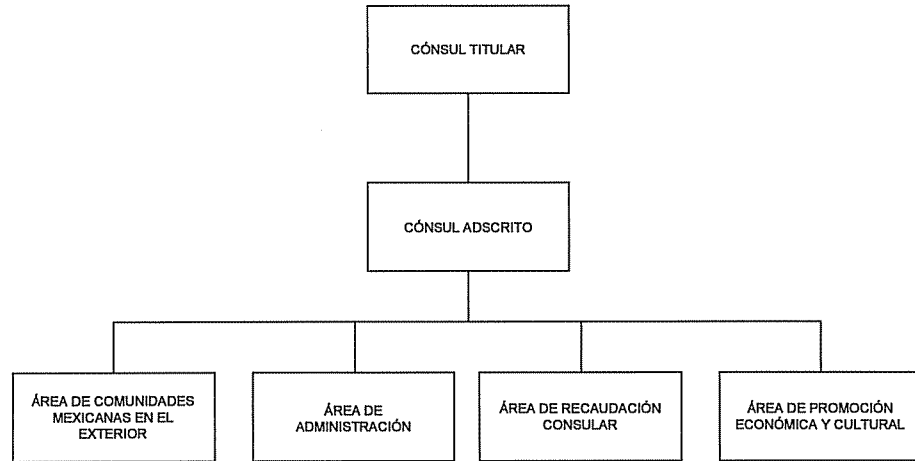 CÓNSUL TITULAR
CÓNSUL ADSCRITO
ÁREA DE COMUNIDADES
MEXICANAS EN EL
EXTERIOR
ÁREA DE
ADMINISTRACIÓN
ÁREA DE RECAUDACIÓN
CONSULAR
ÁREA DE PROMOCIÓN
ECONÓMICA Y CULTURAL